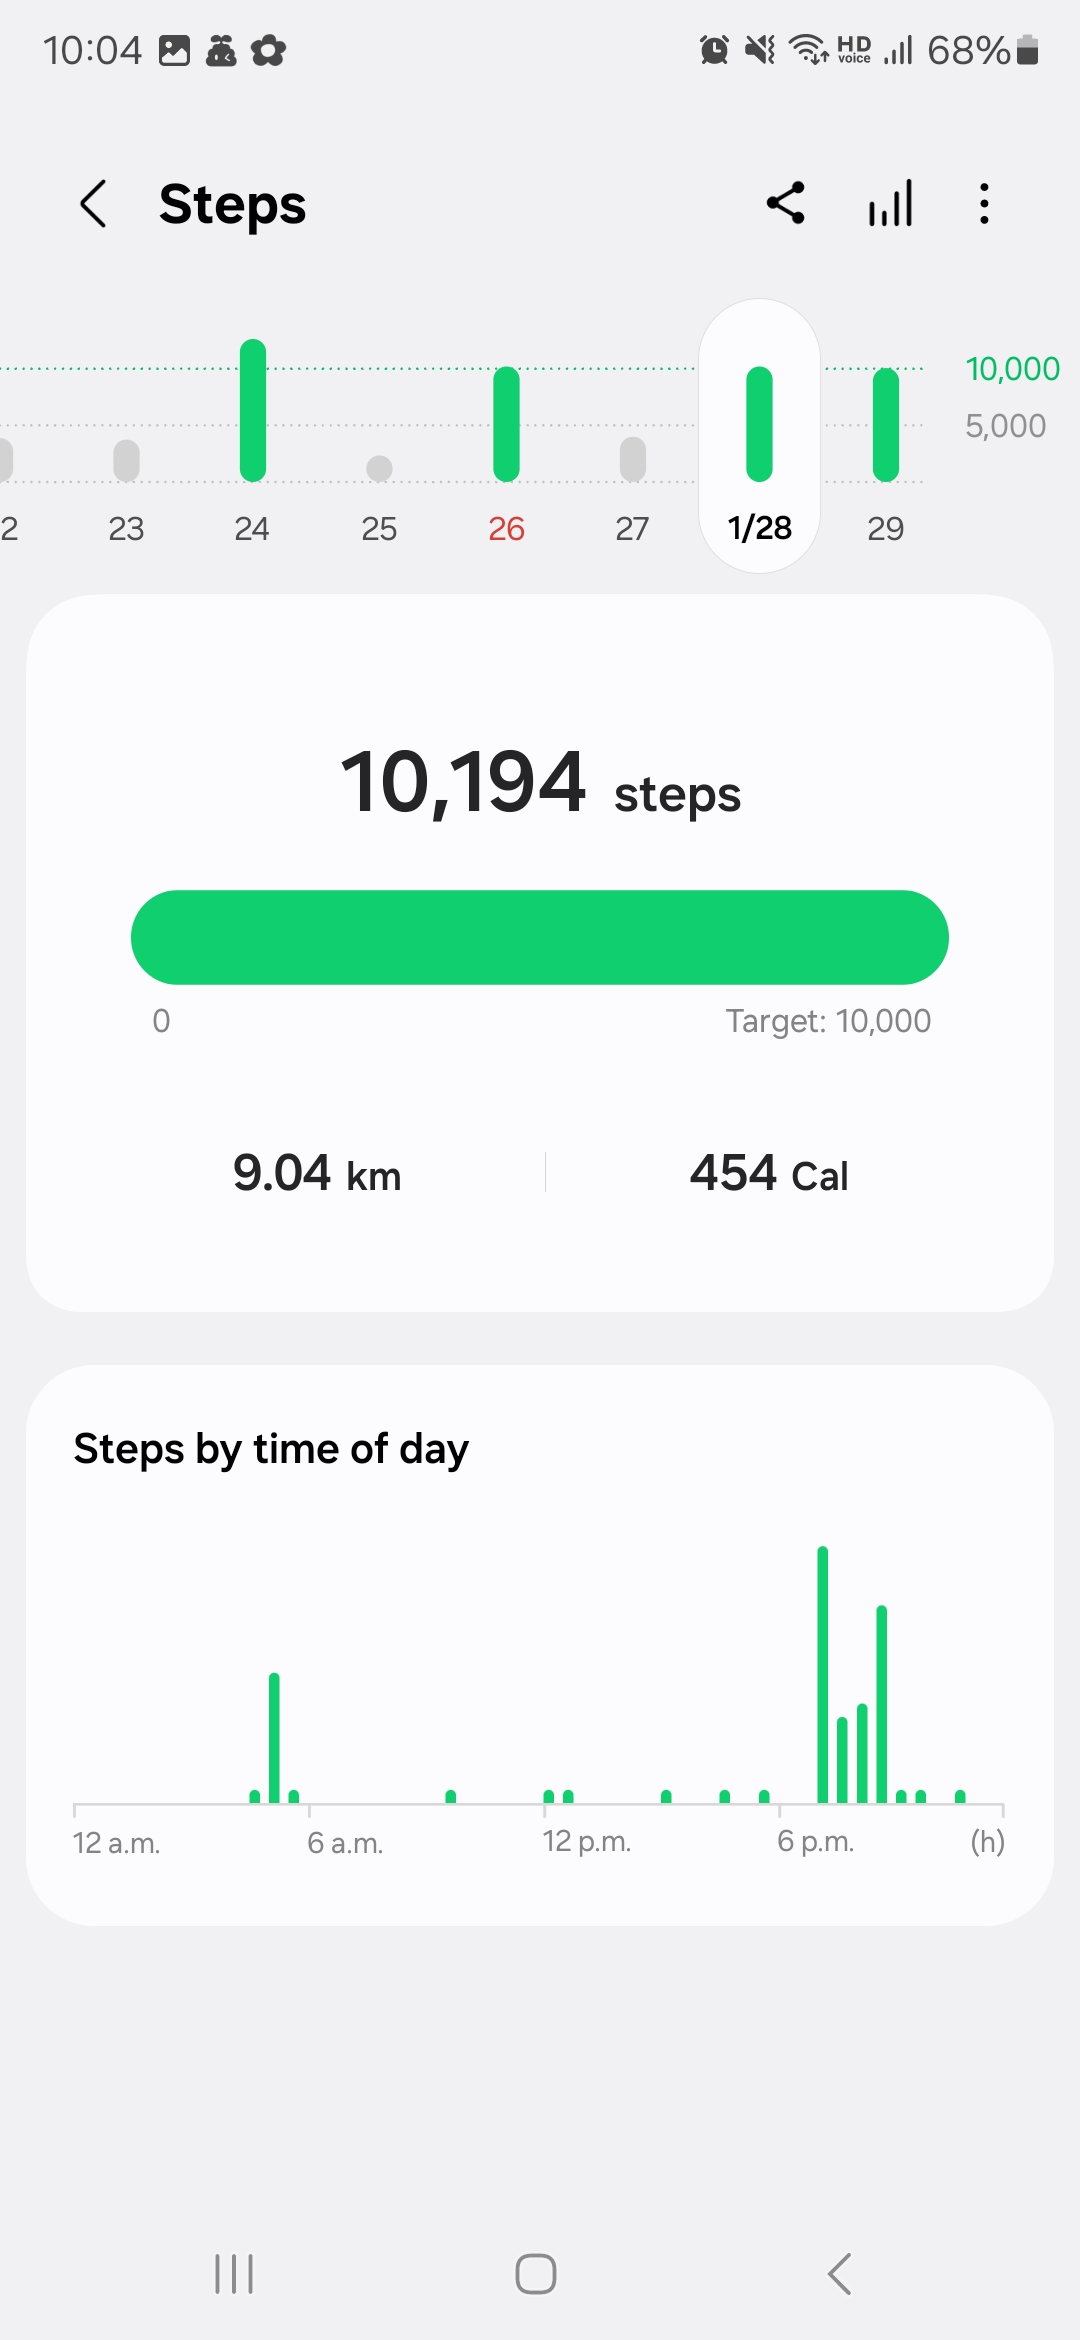 10:04 HD voice 68%
Steps
10,000
5,000
2 23 24 25 26 27 1/28 29
10,194 steps
0 Target: 10,000
9.04 km 454 Cal
Steps by time of day
12 a.m. 6 a.m. 12 p.m. 6 p.m. (h)